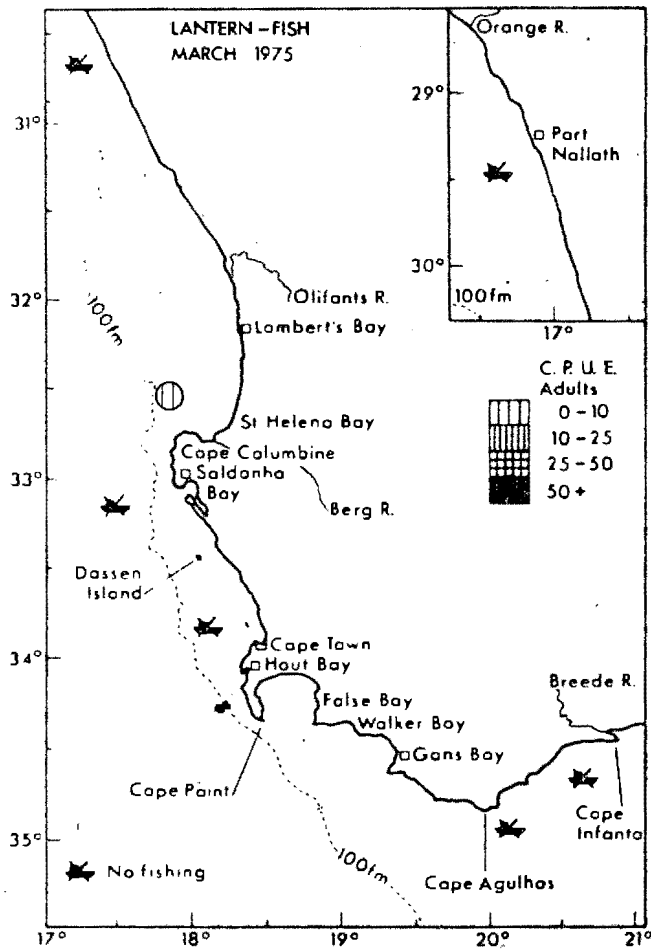 LANTERN-FISH
MARCH 1975
Orange R.
29°
Part
Nallath
30°
100fm
17°
31°
32°
33°
34°
35°
100fm
Olifants R.
Lambert's Bay
St Helena Bay
Cape Columbine
Saldanha
Bay
Berg R.
Dassen
Island
Cape Town
Hout Bay
False Bay
Walker Bay
Gans Bay
Breede R.
Cape Point
Cape
Infanta
Cape Agulhas
100fm
No fishing
C. P. U. E.
Adults
0-10
10-25
25-50
50+
17°
18°
19°
20°
21°